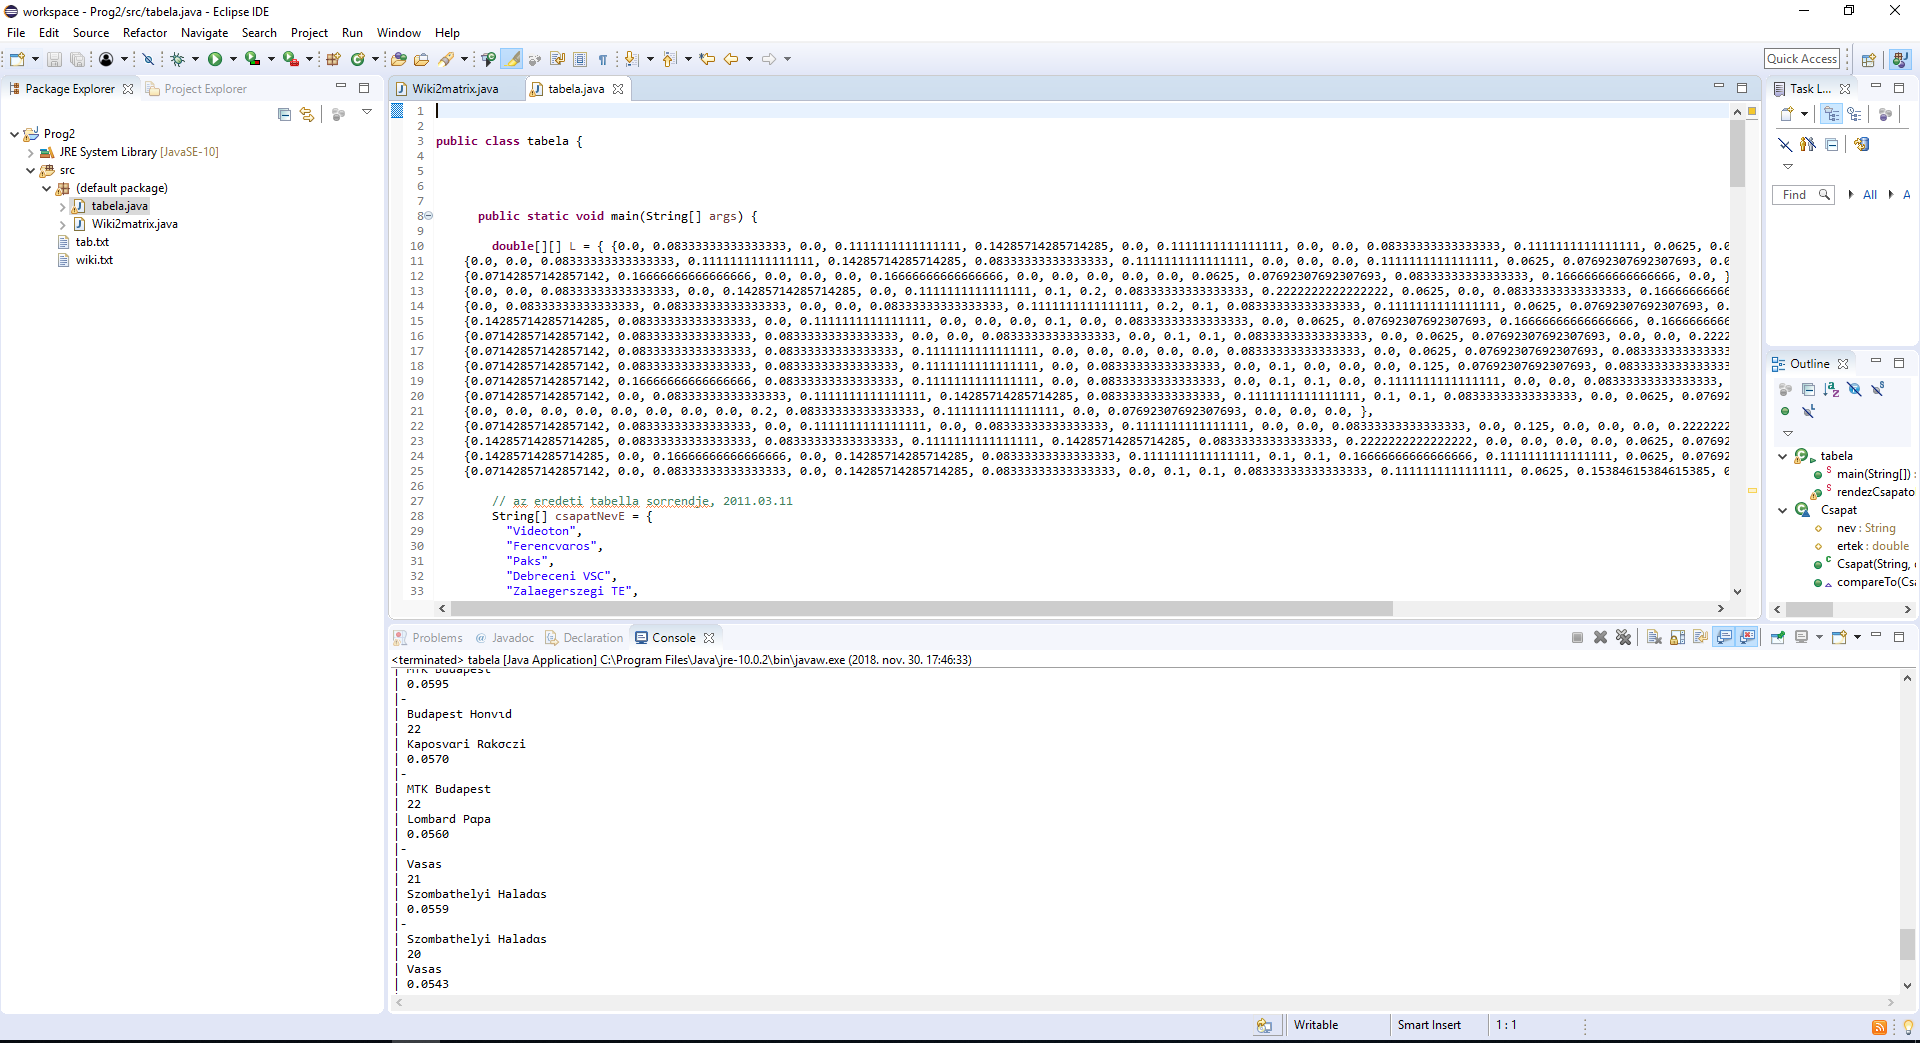 workspace - Prog2/src/tabela.java - Eclipse IDE
File Edit Source Refactor Navigate Search Project Run Window Help
Quick Access
Package Explorer Project Explorer
Prog2
JRE System Library [JavaSE-10]
src
(default package)
tabela.java
Wiki2matrix.java
tab.txt
wiki.txt
Wiki2matrix.java tabela.java
1
2
3 public class tabela {
4
5
6
7
8 public static void main(String[] args) {
9
10 double[][] L = { {0.0, 0.08333333333333333, 0.0, 0.1111111111111111, 0.14285714285714285, 0.0, 0.1111111111111111, 0.0, 0.0, 0.08333333333333333, 0.1111111111111111, 0.0625, 0.0
11 {0.0, 0.0, 0.08333333333333333, 0.1111111111111111, 0.14285714285714285, 0.08333333333333333, 0.1111111111111111, 0.0, 0.0, 0.0, 0.1111111111111111, 0.0625, 0.07692307692307693, 0.0
12 {0.07142857142857142, 0.16666666666666666, 0.0, 0.0, 0.0, 0.16666666666666666, 0.0, 0.0, 0.0, 0.0, 0.0, 0.0625, 0.07692307692307693, 0.08333333333333333, 0.16666666666666666, 0.0, }
13 {0.0, 0.0, 0.08333333333333333, 0.0, 0.14285714285714285, 0.0, 0.1111111111111111, 0.1, 0.2, 0.08333333333333333, 0.2222222222222222, 0.0625, 0.0, 0.08333333333333333, 0.16666666666
14 {0.0, 0.08333333333333333, 0.08333333333333333, 0.0, 0.0, 0.08333333333333333, 0.1111111111111111, 0.2, 0.1, 0.08333333333333333, 0.1111111111111111, 0.0625, 0.07692307692307693, 0.
15 {0.14285714285714285, 0.08333333333333333, 0.0, 0.1111111111111111, 0.0, 0.0, 0.0, 0.1, 0.0, 0.08333333333333333, 0.0, 0.0625, 0.07692307692307693, 0.16666666666666666, 0.1666666666
16 {0.07142857142857142, 0.08333333333333333, 0.08333333333333333, 0.0, 0.0, 0.08333333333333333, 0.0, 0.1, 0.1, 0.08333333333333333, 0.0, 0.0625, 0.07692307692307693, 0.0, 0.0, 0.2222
17 {0.07142857142857142, 0.08333333333333333, 0.08333333333333333, 0.1111111111111111, 0.0, 0.0, 0.0, 0.0, 0.0, 0.08333333333333333, 0.0, 0.0625, 0.07692307692307693, 0.08333333333333
18 {0.07142857142857142, 0.08333333333333333, 0.08333333333333333, 0.1111111111111111, 0.0, 0.08333333333333333, 0.0, 0.1, 0.0, 0.0, 0.0, 0.125, 0.07692307692307693, 0.083333333333333
19 {0.07142857142857142, 0.16666666666666666, 0.08333333333333333, 0.1111111111111111, 0.0, 0.08333333333333333, 0.0, 0.1, 0.1, 0.0, 0.1111111111111111, 0.0, 0.0, 0.08333333333333333,
20 {0.07142857142857142, 0.0, 0.08333333333333333, 0.1111111111111111, 0.14285714285714285, 0.08333333333333333, 0.1111111111111111, 0.1, 0.1, 0.08333333333333333, 0.0, 0.0625, 0.07692
21 {0.0, 0.0, 0.0, 0.0, 0.0, 0.0, 0.0, 0.0, 0.2, 0.08333333333333333, 0.1111111111111111, 0.0, 0.07692307692307693, 0.0, 0.0, 0.0, },
22 {0.07142857142857142, 0.08333333333333333, 0.0, 0.1111111111111111, 0.0, 0.08333333333333333, 0.1111111111111111, 0.0, 0.0, 0.08333333333333333, 0.0, 0.125, 0.0, 0.0, 0.0, 0.2222222
23 {0.14285714285714285, 0.08333333333333333, 0.08333333333333333, 0.1111111111111111, 0.14285714285714285, 0.08333333333333333, 0.2222222222222222, 0.0, 0.0, 0.0, 0.0, 0.0625, 0.07692
24 {0.14285714285714285, 0.0, 0.16666666666666666, 0.0, 0.14285714285714285, 0.08333333333333333, 0.1111111111111111, 0.1, 0.1, 0.16666666666666666, 0.1111111111111111, 0.0625, 0.07692
25 {0.07142857142857142, 0.0, 0.08333333333333333, 0.0, 0.14285714285714285, 0.08333333333333333, 0.0, 0.1, 0.1, 0.08333333333333333, 0.1111111111111111, 0.0625, 0.15384615384615385, 0
26
27 // az eredeti tabella sorrendje, 2011.03.11
28 String[] csapatNevE = {
29 "Videoton",
30 "Ferencvαros",
31 "Paks",
32 "Debreceni VSC",
33 "Zalaegerszegi TE",
Task L...
Find All A
Outline
tabela
main(String[]) :
rendezCsapato
Csapat
nev : String
ertek : double
Csapat(String,
compareTo(Csa
Problems @ Javadoc Declaration Console
<terminated> tabela [Java Application] C:\Program Files\Java\jre-10.0.2\bin\javaw.exe (2018. nov. 30. 17:46:33)
| MTK Budapest
| 0.0595
|-
| Budapest Honvιd
| 22
| Kaposvαri Rαkσczi
| 0.0570
|-
| MTK Budapest
| 22
| Lombard Pαpa
| 0.0560
|-
| Vasas
| 21
| Szombathelyi Haladαs
| 0.0559
|-
| Szombathelyi Haladαs
| 20
| Vasas
| 0.0543
Writable Smart Insert 1 : 1